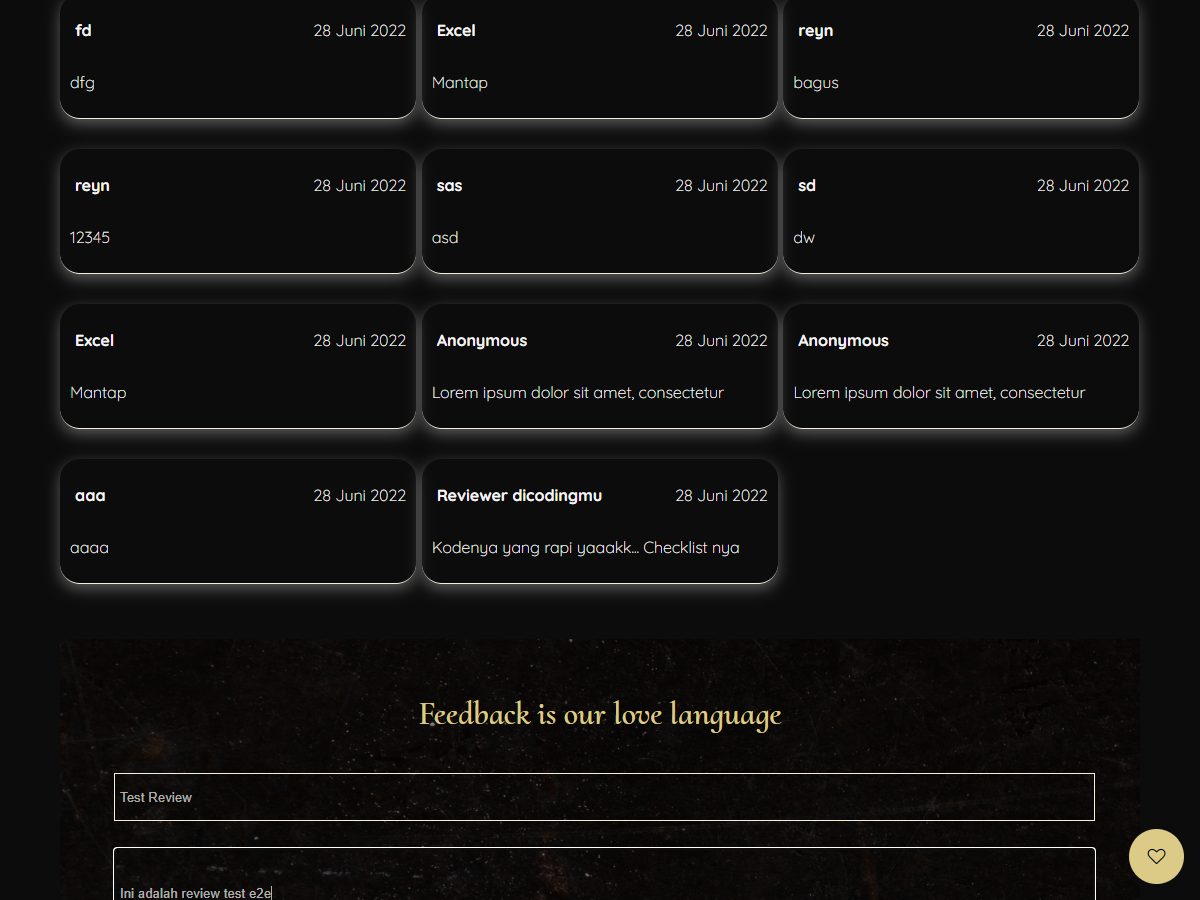 fd 28 Juni 2022 Excel 28 Juni 2022 reyn 28 Juni 2022
dfg Mantap bagus
reyn 28 Juni 2022 sas 28 Juni 2022 sd 28 Juni 2022
12345 asd dw
Excel 28 Juni 2022 Anonymous 28 Juni 2022 Anonymous 28 Juni 2022
Mantap Lorem ipsum dolor sit amet, consectetur Lorem ipsum dolor sit amet, consectetur
aaa 28 Juni 2022 Reviewer dicodingmu 28 Juni 2022
aaaa Kodenya yang rapi yaaakk... Checklist nya
Feedback is our love language
Test Review
Ini adalah review test e2e